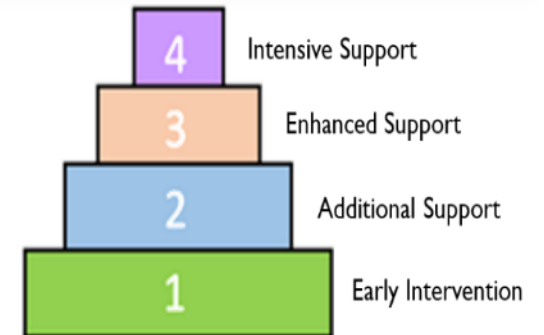 4 Intensive Support
3 Enhanced Support
2 Additional Support
1 Early Intervention